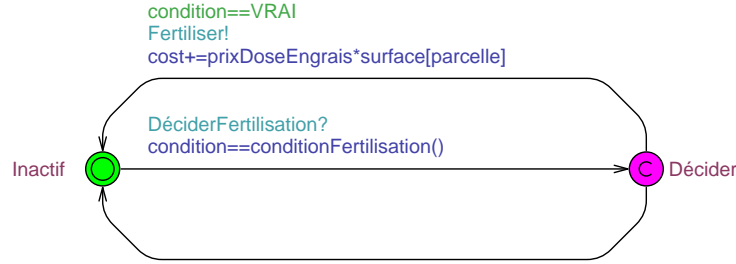 condition==VRAI
Fertiliser!
cost+=prixDoseEngrais*surface[parcelle]
DéciderFertilisation?
condition==conditionFertilisation()
Inactif
C
Décider